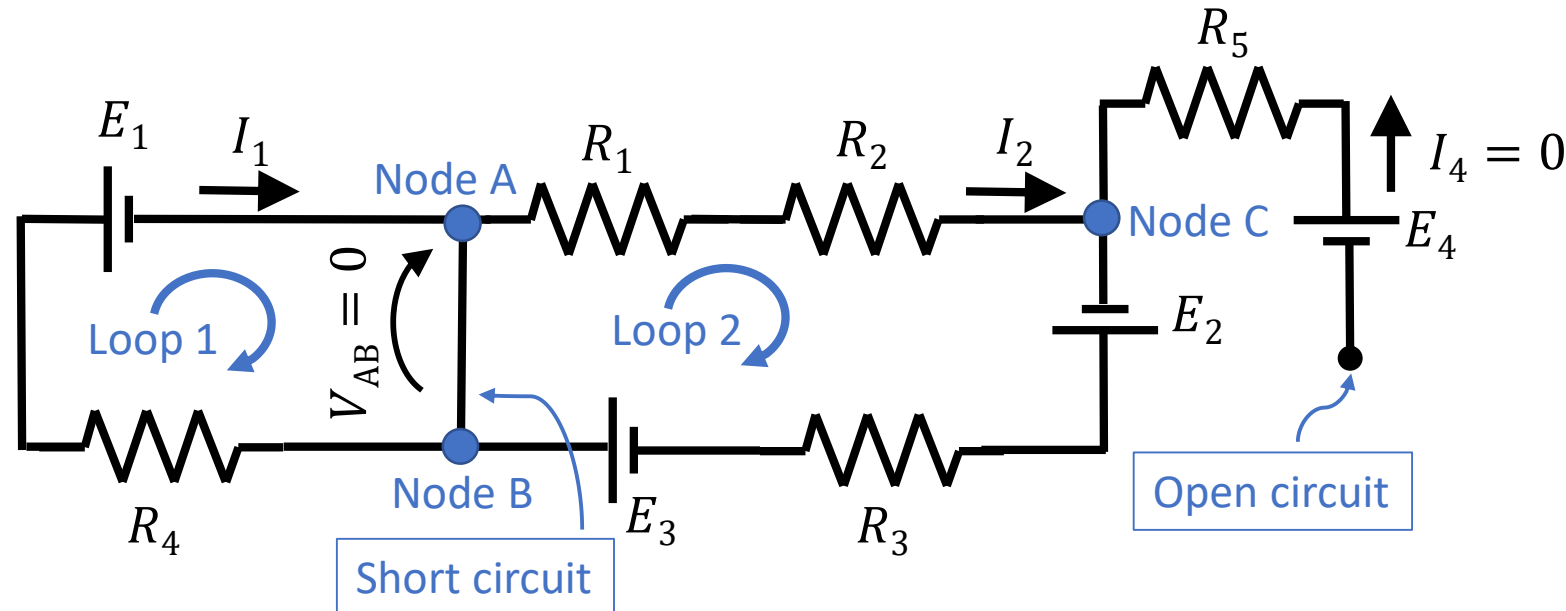 R₅
E₁
I₁
Node A
R₁
R₂
I₂
I₄ = 0
Node C
E₄
V_AB = 0
Loop 1
Loop 2
E₂
Node B
R₄
E₃
R₃
Open circuit
Short circuit